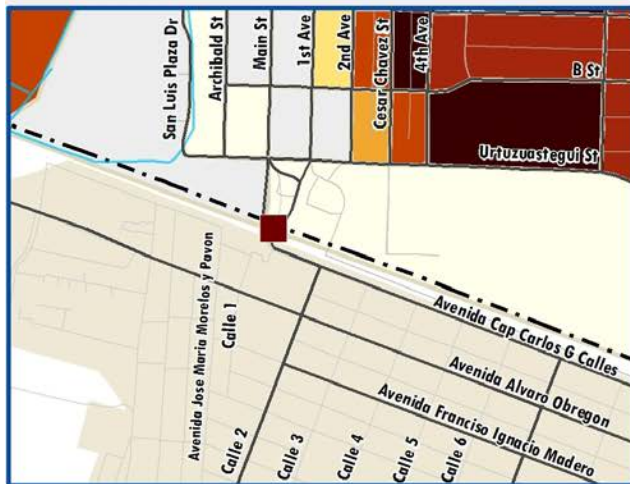 San Luis Plaza Dr
Archibald St
Main St
1st Ave
2nd Ave
Cesar Chavez St
4th Ave
B St
Urtuzuastegui St
Avenida Jose Maria Morelos y Pavon
Calle 1
Calle 2
Calle 3
Calle 4
Calle 5
Calle 6
Avenida Cap Carlos G Calles
Avenida Alvaro Obregon
Avenida Franciso Ignacio Madero